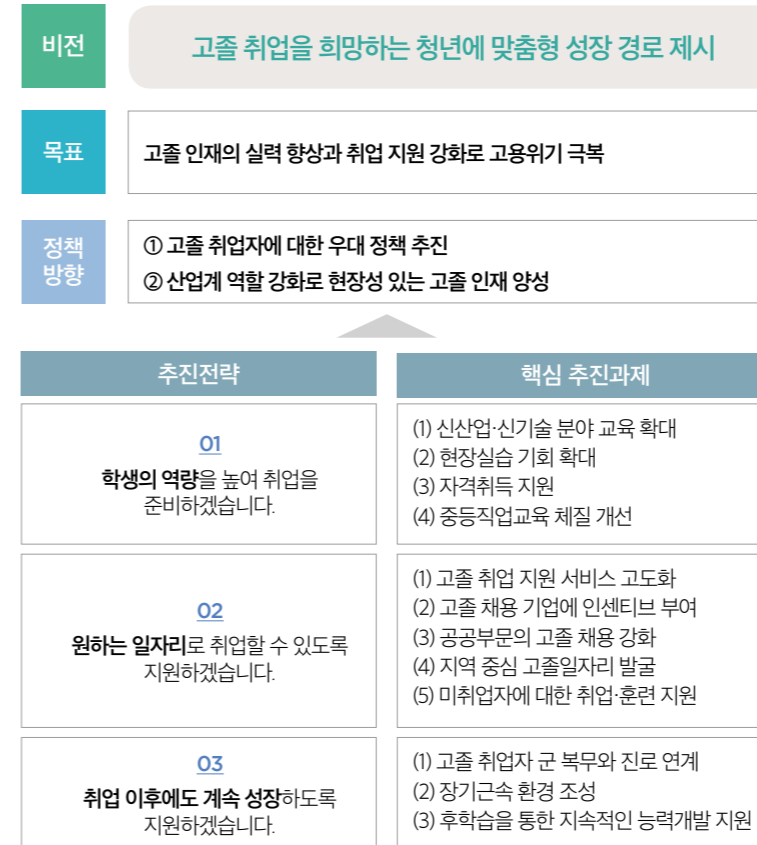 비전
고졸 취업을 희망하는 청년에 맞춤형 성장 경로 제시
목표
고졸 인재의 실력 향상과 취업 지원 강화로 고용위기 극복
정책
방향
① 고졸 취업자에 대한 우대 정책 추진
② 산업계 역할 강화로 현장성 있는 고졸 인재 양성
추진전략
핵심 추진과제
01
학생의 역량을 높여 취업을
준비하겠습니다.
(1) 신산업·신기술 분야 교육 확대
(2) 현장실습 기회 확대
(3) 자격취득 지원
(4) 중등직업교육 체질 개선
02
원하는 일자리로 취업할 수 있도록
지원하겠습니다.
(1) 고졸 취업 지원 서비스 고도화
(2) 고졸 채용 기업에 인센티브 부여
(3) 공공부문의 고졸 채용 강화
(4) 지역 중심 고졸일자리 발굴
(5) 미취업자에 대한 취업·훈련 지원
03
취업 이후에도 계속 성장하도록
지원하겠습니다.
(1) 고졸 취업자 군 복무와 진로 연계
(2) 장기근속 환경 조성
(3) 후학습을 통한 지속적인 능력개발 지원